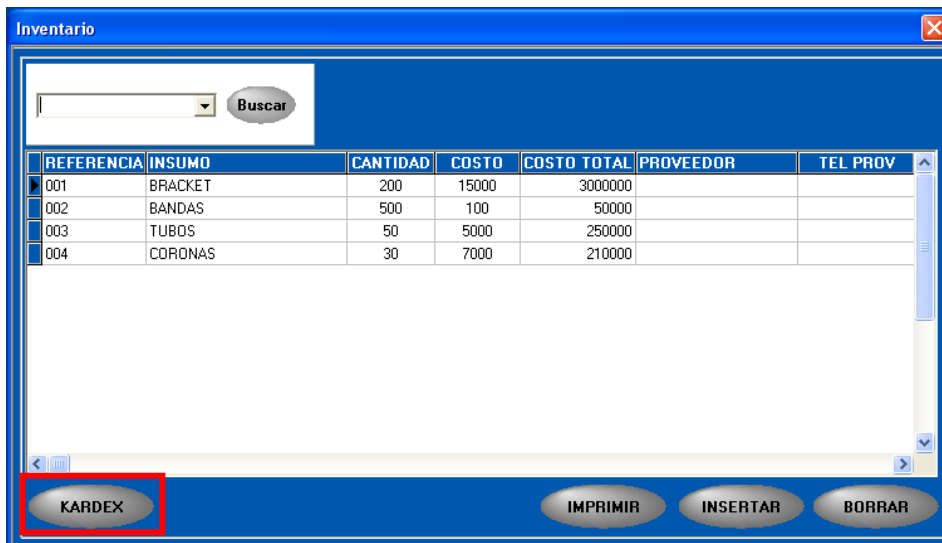 Inventario
Buscar
REFERENCIA INSUMO CANTIDAD COSTO COSTO TOTAL PROVEEDOR TEL PROV
001 BRACKET 200 15000 3000000
002 BANDAS 500 100 50000
003 TUBOS 50 5000 250000
004 CORONAS 30 7000 210000
KARDEX IMPRIMIR INSERTAR BORRAR